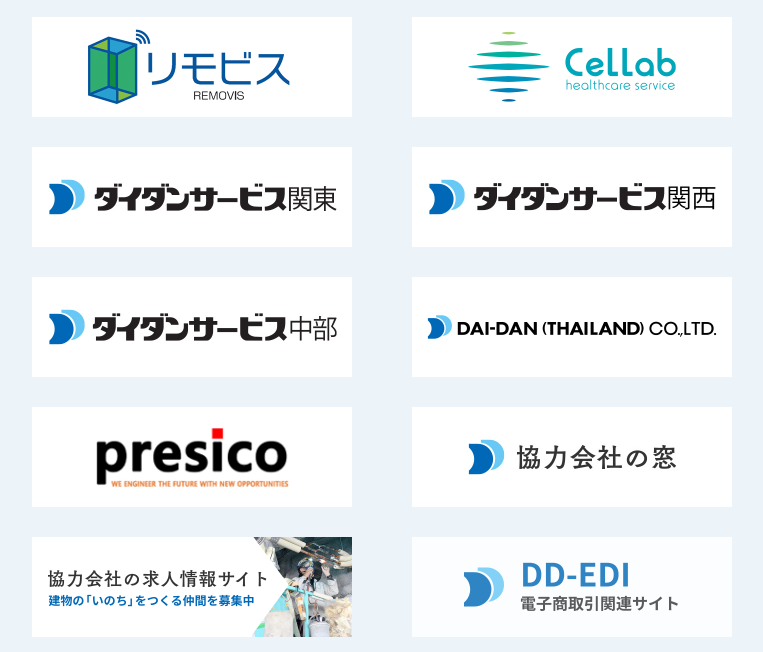 リモビス
REMOVIS
Cellab
healthcare service
ダイダンサービス関東
ダイダンサービス関西
ダイダンサービス中部
DAI-DAN (THAILAND) CO.,LTD.
presico
WE ENGINEER THE FUTURE WITH NEW OPPORTUNITIES
協力会社の窓
協力会社の求人情報サイト
建物の「いのち」をつくる仲間を募集中
DD-EDI
電子商取引関連サイト